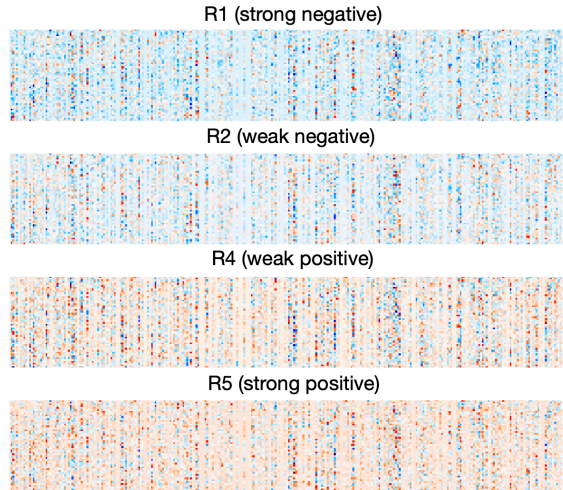 R1 (strong negative)
R2 (weak negative)
R4 (weak positive)
R5 (strong positive)